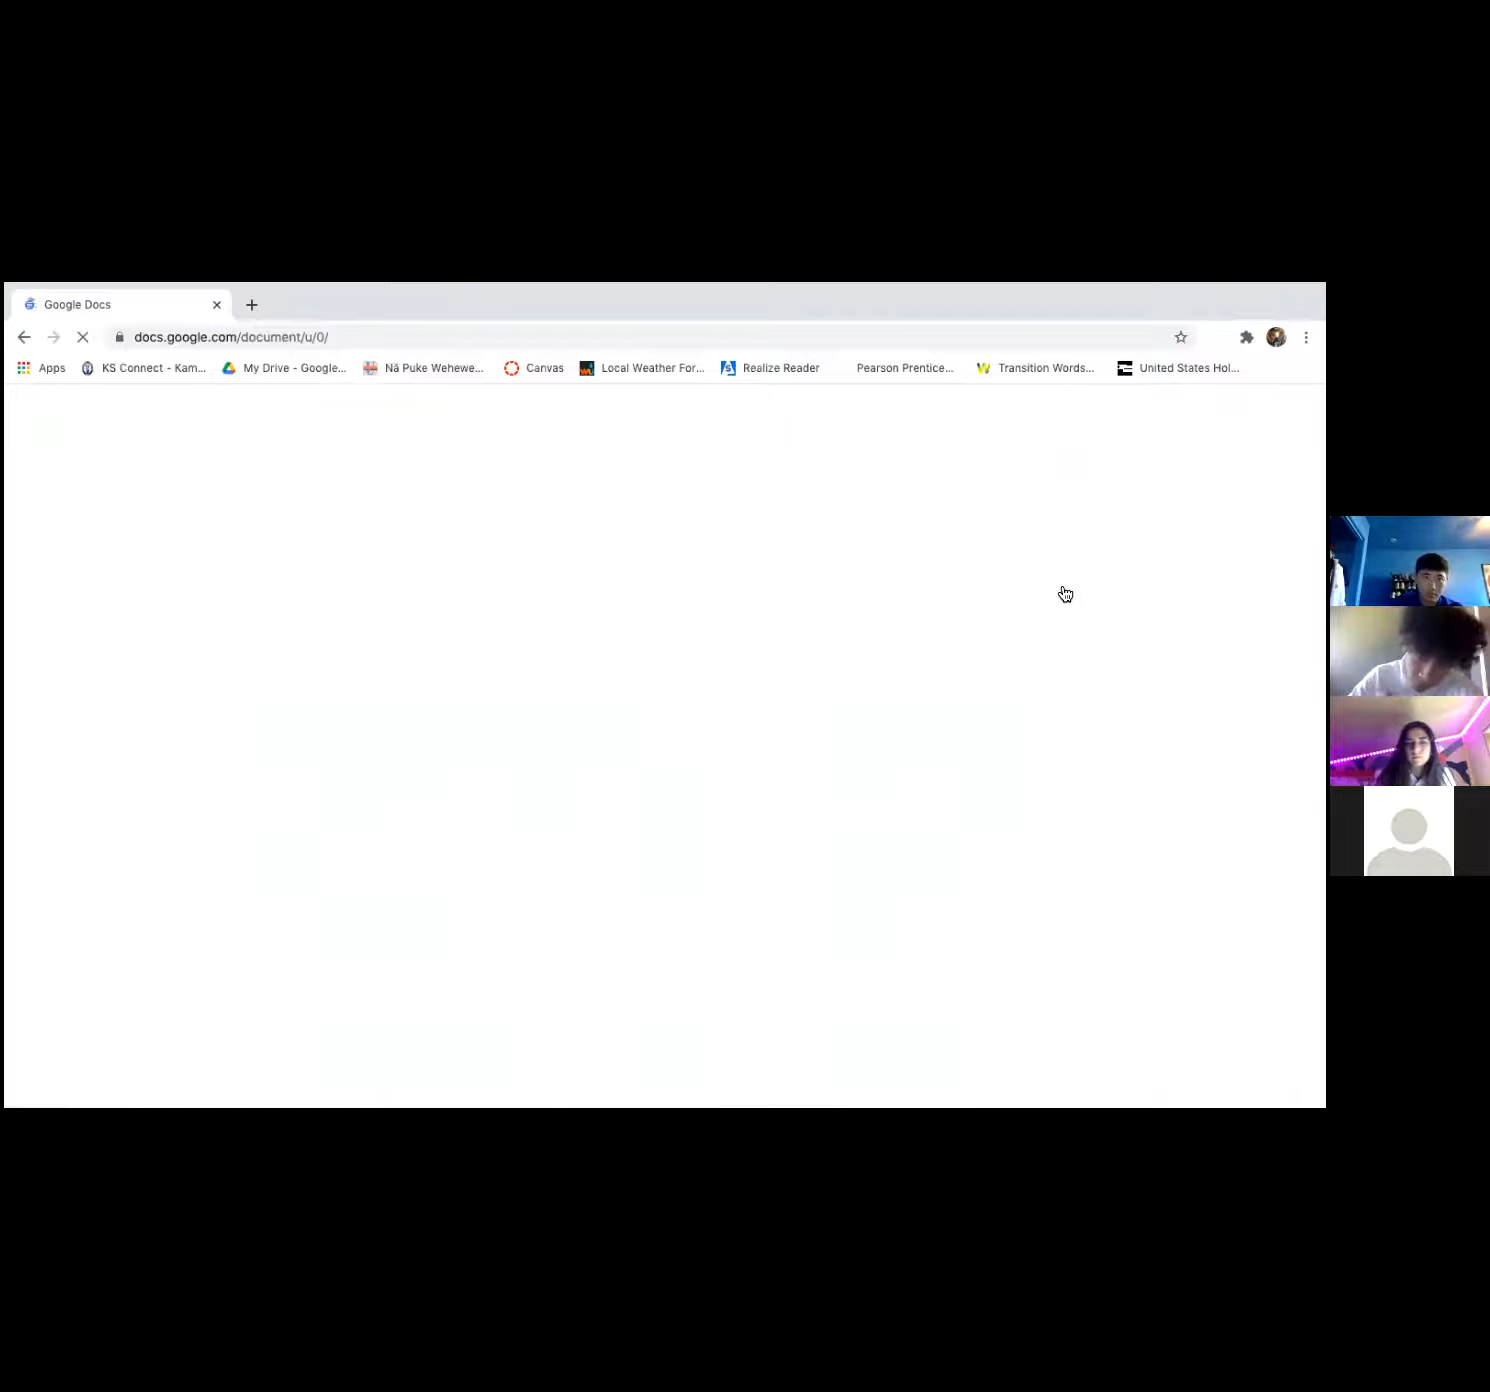 Google Docs
docs.google.com/document/u/0/
Apps KS Connect - Kam... My Drive - Google... Nā Puke Wehewe... Canvas Local Weather For... Realize Reader Pearson Prentice... Transition Words... United States Hol...